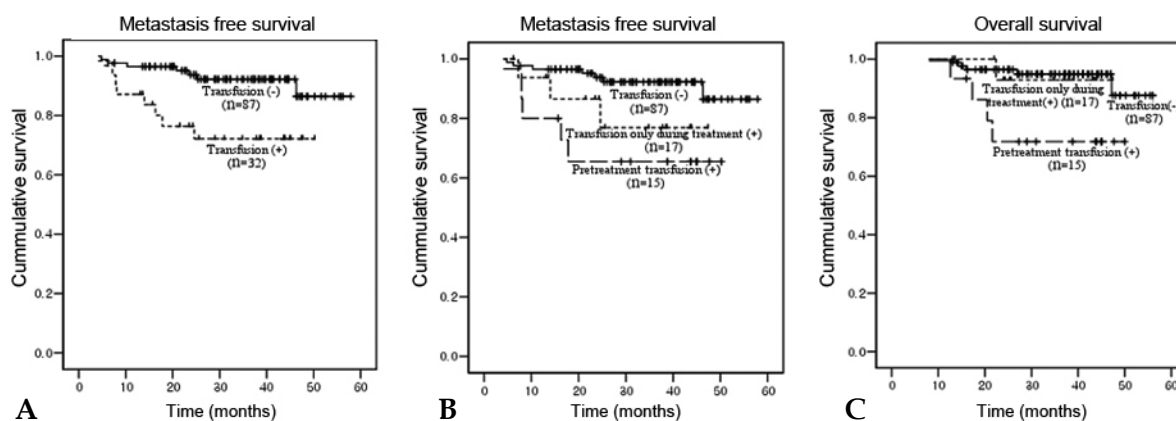 Metastasis free survival
Cummulative survival
1.0
0.8
0.6
0.4
0.2
0.0
Transfusion (-)
(n=87)
Transfusion (+)
(n=32)
0 10 20 30 40 50 60
Time (months)
A
Metastasis free survival
Cummulative survival
1.0
0.8
0.6
0.4
0.2
0.0
Transfusion (-)
(n=87)
Transfusion only during treatment (+)
(n=17)
Pretreatment transfusion (+)
(n=15)
0 10 20 30 40 50 60
Time (months)
B
Overall survival
Cummulative survival
1.0
0.8
0.6
0.4
0.2
0.0
Transfusion only during
treatment(+) (n=17)
Transfusion(-
(n=87)
Pretreatment transfusion (+)
(n=15)
0 10 20 30 40 50 60
Time (months)
C